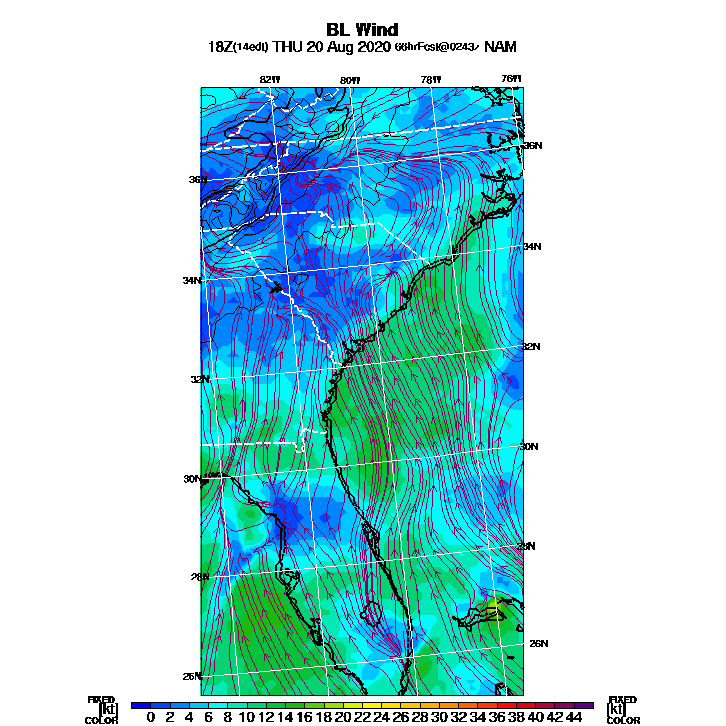 BL Wind
18Z(14edt) THU 20 Aug 2020 66hrFcst@0243z NAM
82W 80W 78W 76W
36N
36N
34N
34N
32N
32N
30N
30N
28N
28N
26N
26N
FIXED FIXED
[kt] 0 2 4 6 8 10 12 14 16 18 20 22 24 26 28 30 32 34 36 38 40 42 44 [kt]
COLOR COLOR